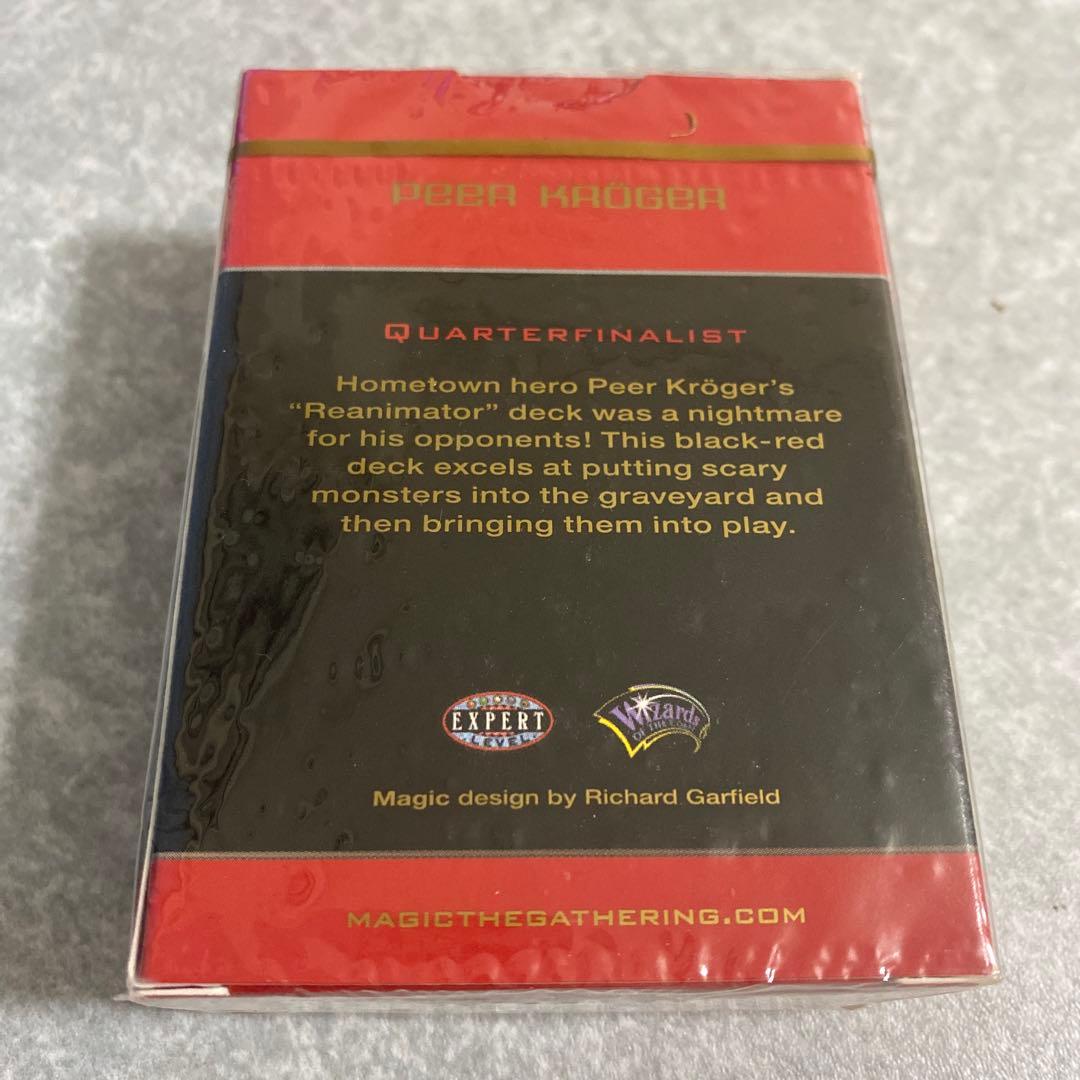 PEER KRÖGER
QUARTERFINALIST
Hometown hero Peer Kröger's
“Reanimator” deck was a nightmare
for his opponents! This black-red
deck excels at putting scary
monsters into the graveyard and
then bringing them into play.
EXPERT
LEVEL
Wizards
OF THE COAST
Magic design by Richard Garfield
MAGICTHEGATHERING.COM